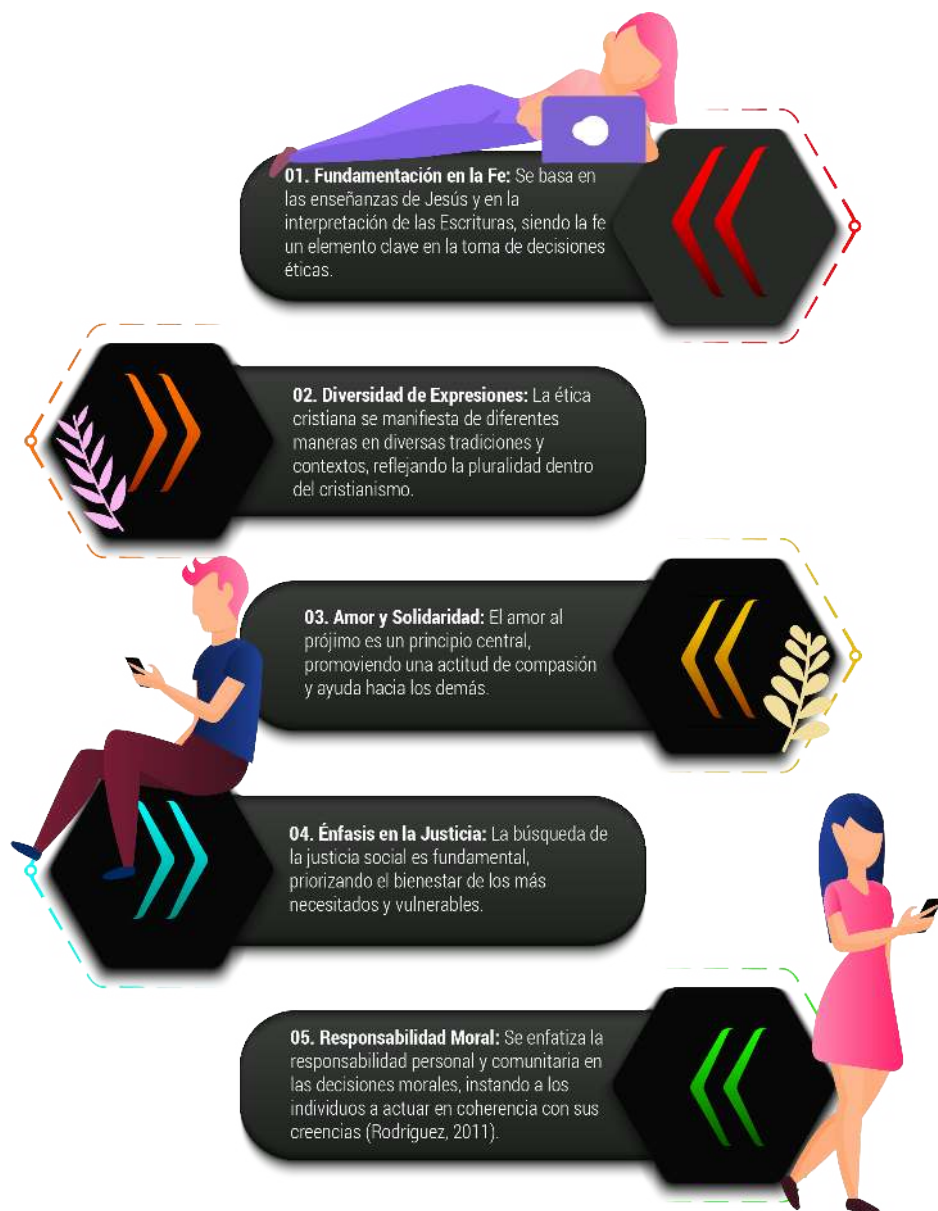 01. Fundamentación en la Fe: Se basa en
las enseñanzas de Jesús y en la
interpretación de las Escrituras, siendo la fe
un elemento clave en la toma de decisiones
éticas.
02. Diversidad de Expresiones: La ética
cristiana se manifiesta de diferentes
maneras en diversas tradiciones y
contextos, reflejando la pluralidad dentro
del cristianismo.
03. Amor y Solidaridad: El amor al
prójimo es un principio central,
promoviendo una actitud de compasión
y ayuda hacia los demás.
04. Énfasis en la Justicia: La búsqueda de
la justicia social es fundamental,
priorizando el bienestar de los más
necesitados y vulnerables.
05. Responsabilidad Moral: Se enfatiza la
responsabilidad personal y comunitaria en
las decisiones morales, instando a los
individuos a actuar en coherencia con sus
creencias (Rodríguez, 2011).